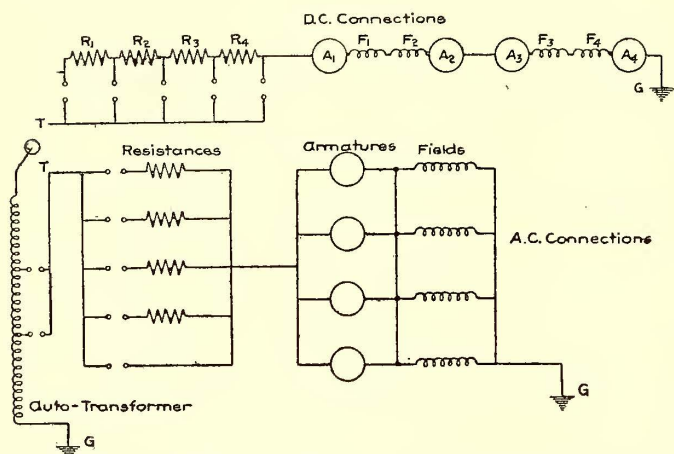 D.C. Connections
R1 R2 R3 R4
F1 F2 F3 F4
A1 A2 A3 A4
G
T
T
Resistances
Armatures
Fields
A.C. Connections
Auto-Transformer
G
G